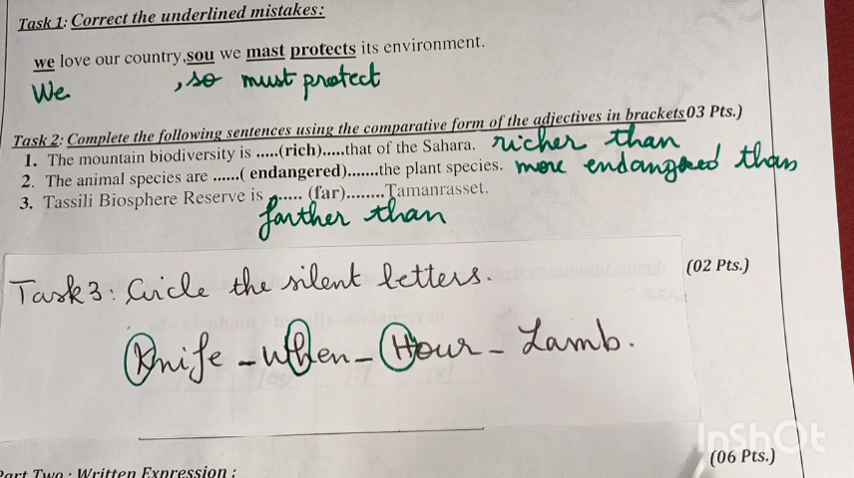 Task 1: Correct the underlined mistakes:
we love our country,sou we mast protects its environment.
We , so must protect
Task 2: Complete the following sentences using the comparative form of the adjectives in brackets 03 Pts.)
1. The mountain biodiversity is .....(rich).....that of the Sahara. richer than
2. The animal species are ......( endangered).......the plant species. more endangered than
3. Tassili Biosphere Reserve is ...... (far)........Tamanrasset.
farther than
Task 3: Circle the silent letters. (02 Pts.)
Knife - when - Hour - Lamb.
InShOt
(06 Pts.)
Part Two : Written Expression :